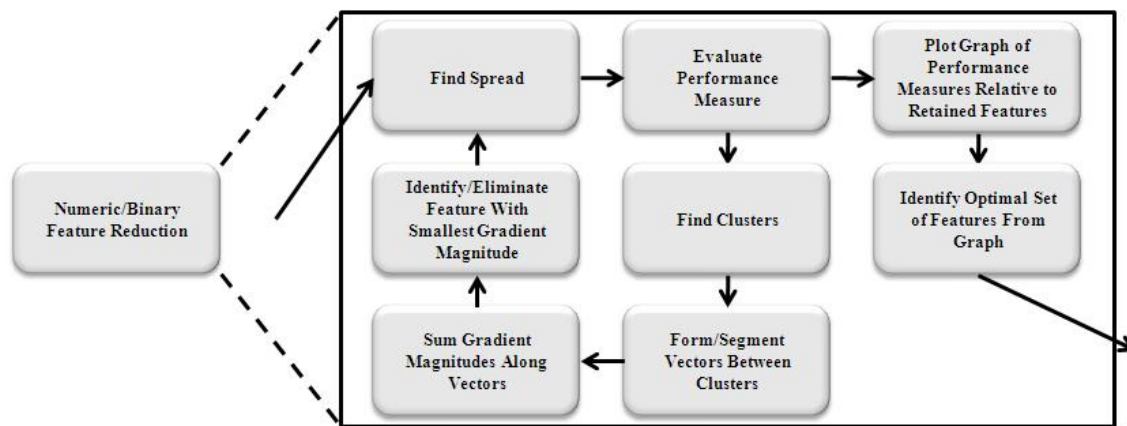 Numeric/Binary
Feature Reduction
Find Spread
Evaluate
Performance
Measure
Plot Graph of
Performance
Measures Relative to
Retained Features
Identify/Eliminate
Feature With
Smallest Gradient
Magnitude
Find Clusters
Identify Optimal Set
of Features From
Graph
Sum Gradient
Magnitudes Along
Vectors
Form/Segment
Vectors Between
Clusters